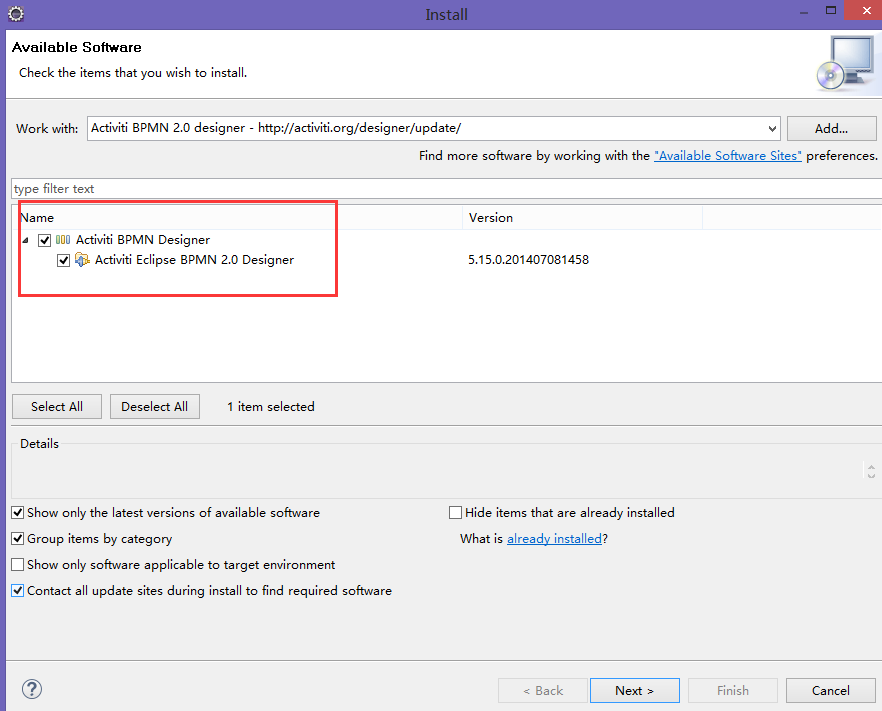 Install
Available Software
Check the items that you wish to install.
Work with: Activiti BPMN 2.0 designer - http://activiti.org/designer/update/ Add...
Find more software by working with the "Available Software Sites" preferences.
type filter text
Name Version
Activiti BPMN Designer
Activiti Eclipse BPMN 2.0 Designer 5.15.0.201407081458
Select All Deselect All 1 item selected
Details
Show only the latest versions of available software Hide items that are already installed
Group items by category What is already installed?
Show only software applicable to target environment
Contact all update sites during install to find required software
? < Back Next > Finish Cancel